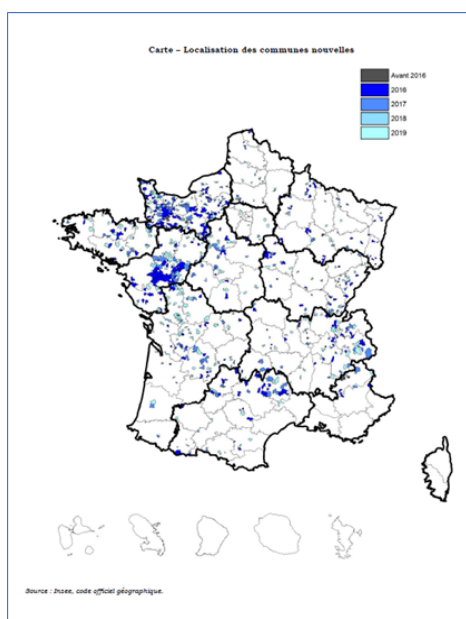 Carte – Localisation des communes nouvelles
Avant 2016
2016
2017
2018
2019
Source : Insee, code officiel géographique.